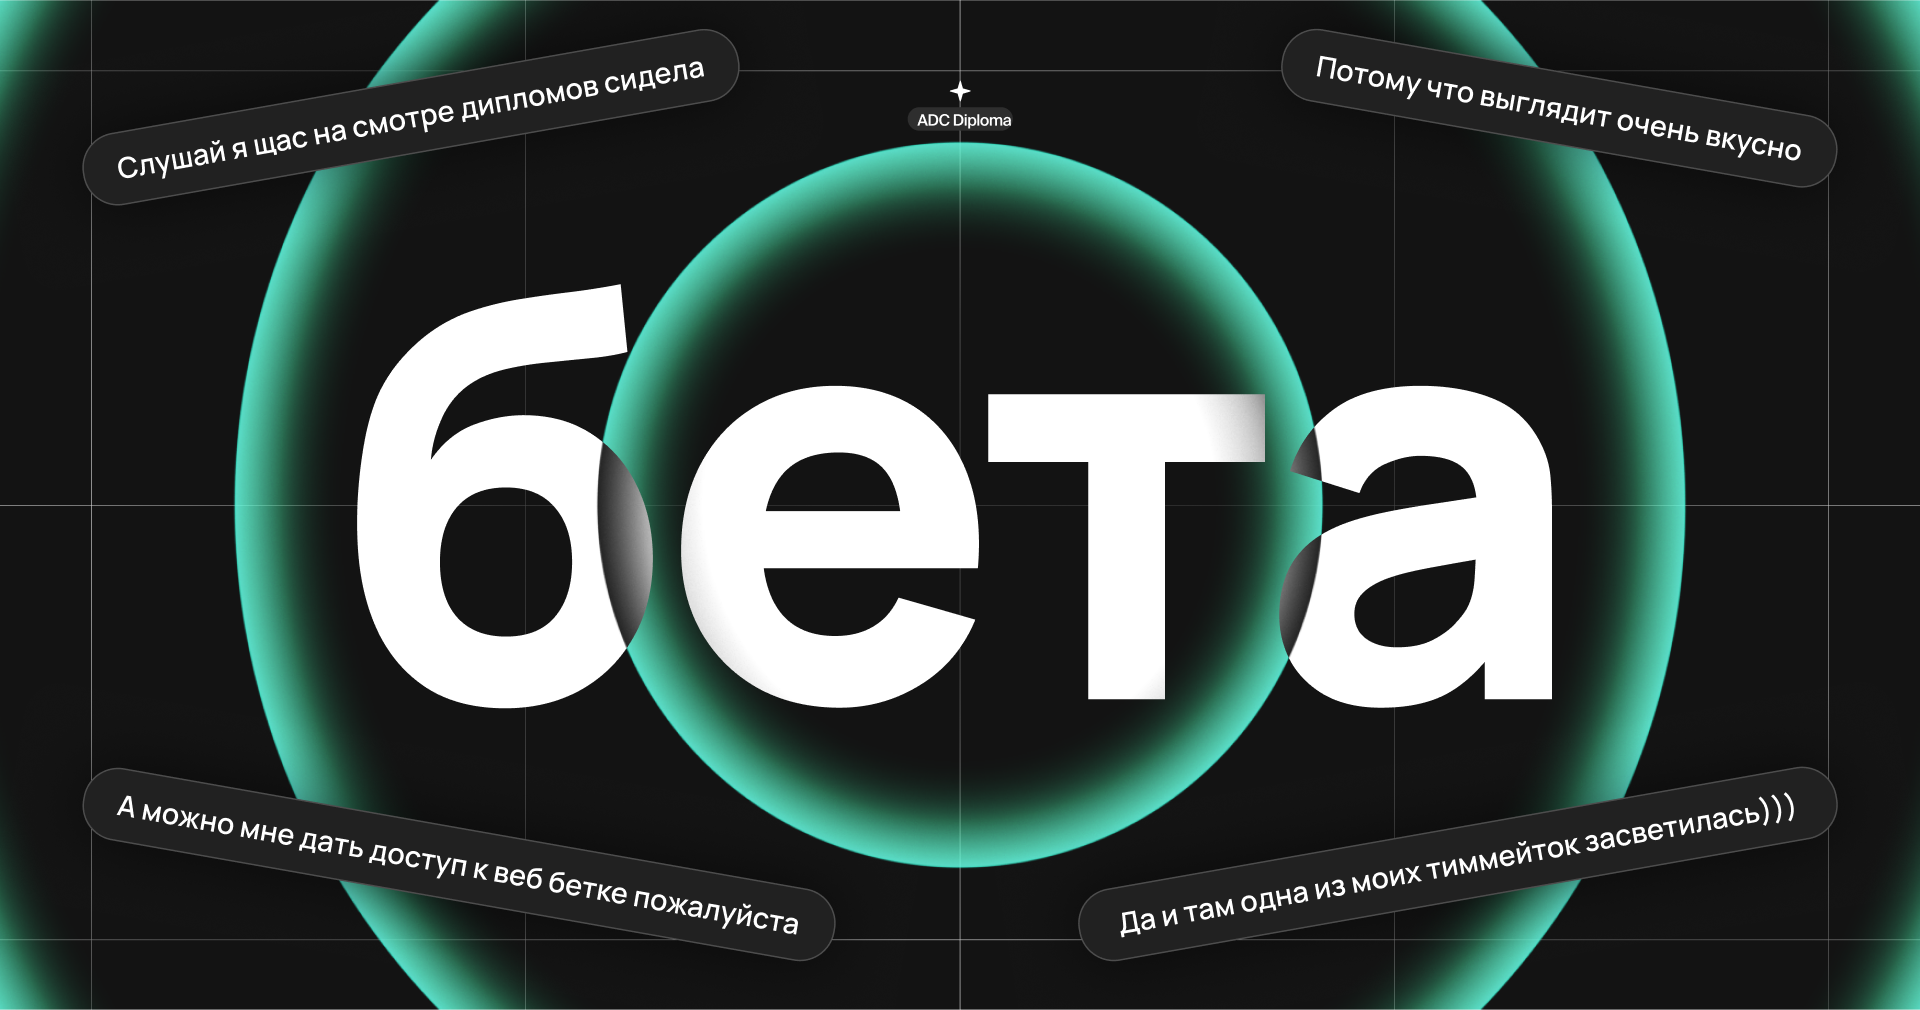 Слушай я щас на смотре дипломов сидела
Потому что выглядит очень вкусно
ADC Diploma
бета
А можно мне дать доступ к веб бетке пожалуйста
Да и там одна из моих тиммейток засветилась)))